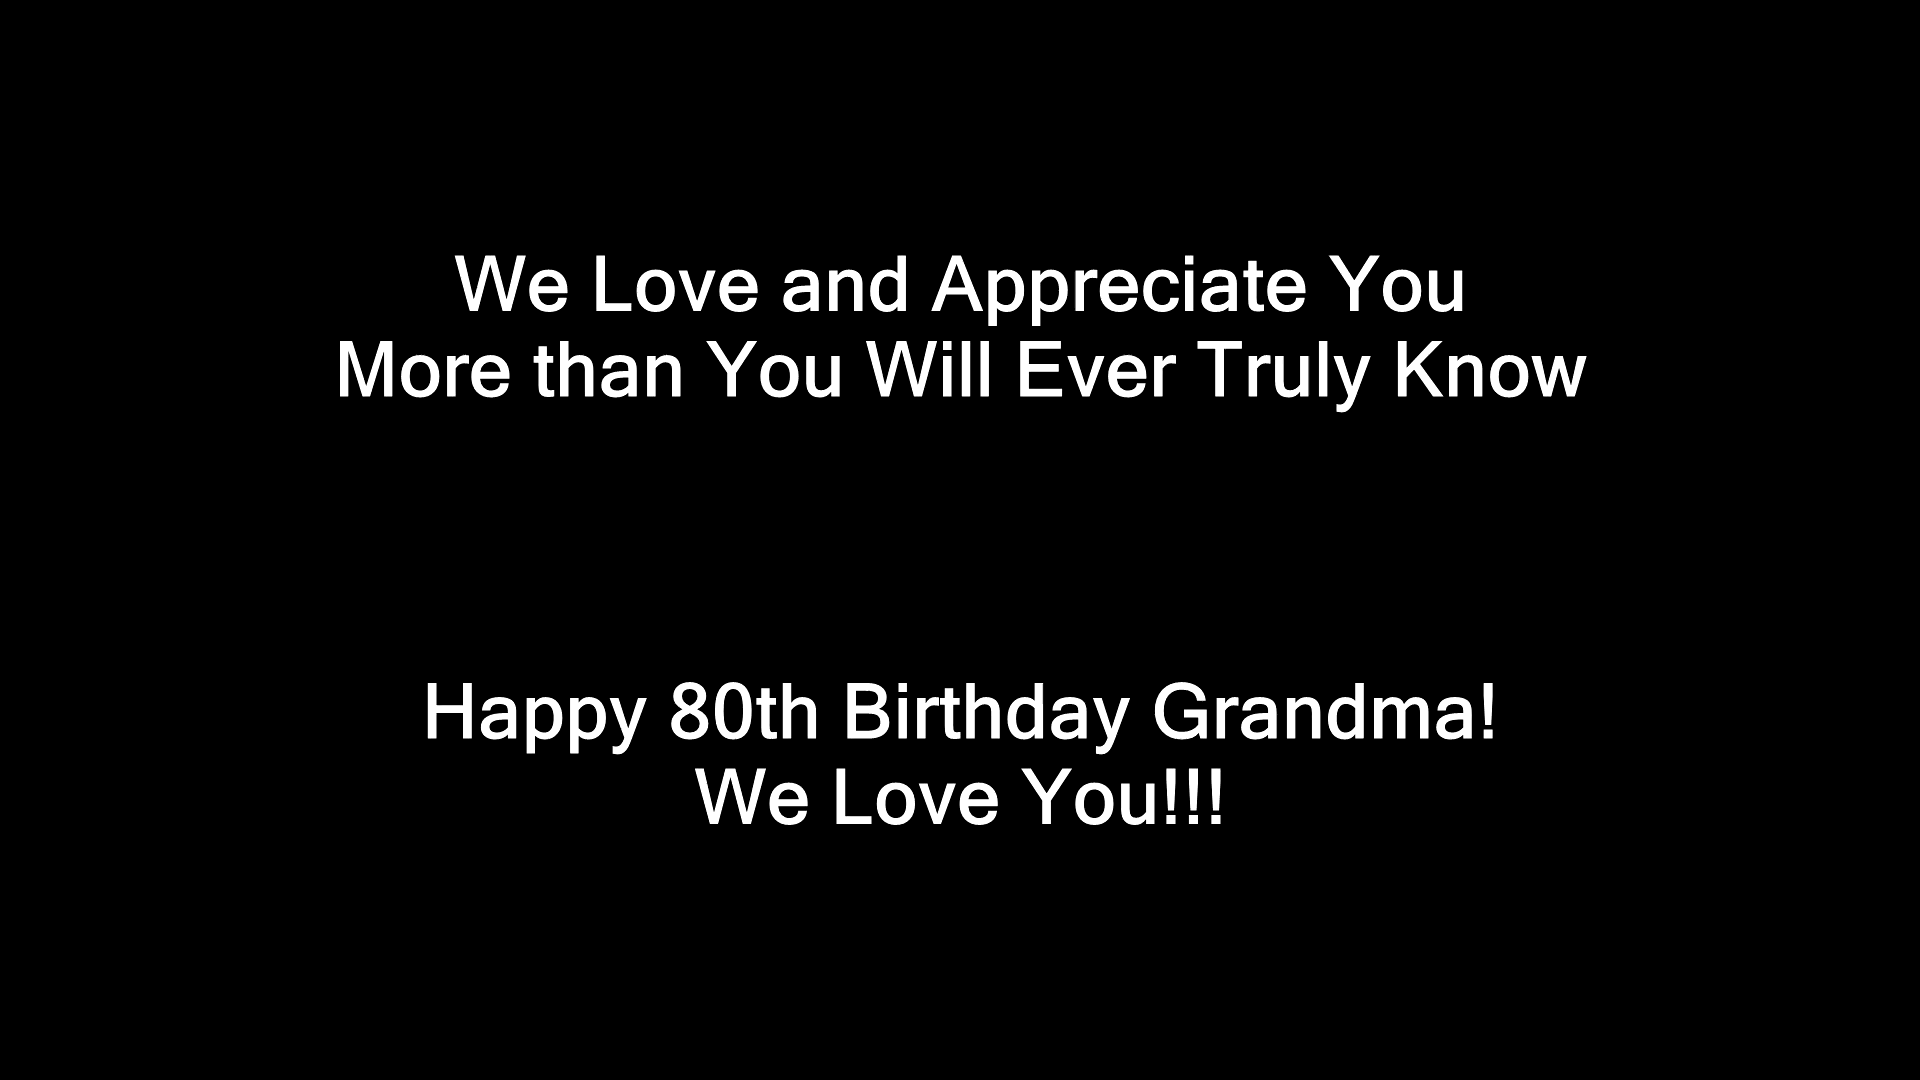 We Love and Appreciate You
More than You Will Ever Truly Know
Happy 80th Birthday Grandma!
We Love You!!!